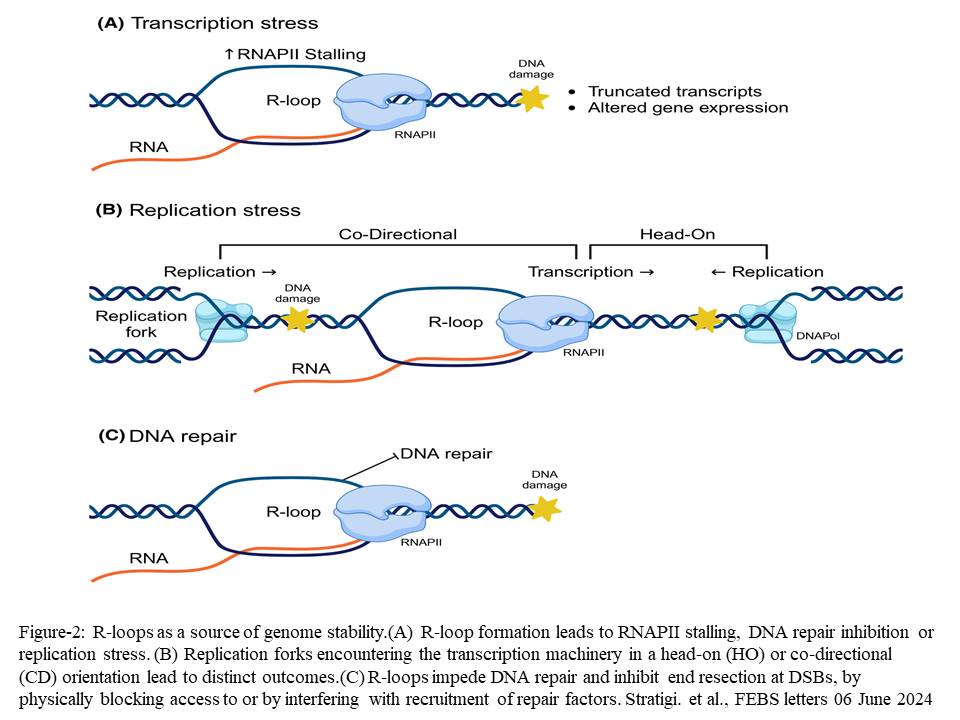 (A) Transcription stress
↑RNAPII Stalling
DNA
damage
R-loop
• Truncated transcripts
• Altered gene expression
RNAPII
RNA
(B) Replication stress
Co-Directional
Head-On
Replication →
Transcription →
← Replication
DNA
damage
Replication
fork
R-loop
DNAPol
RNAPII
RNA
(C) DNA repair
DNA repair
DNA
damage
R-loop
RNAPII
RNA
Figure-2: R-loops as a source of genome stability.(A) R-loop formation leads to RNAPII stalling, DNA repair inhibition or
replication stress. (B) Replication forks encountering the transcription machinery in a head-on (HO) or co-directional
(CD) orientation lead to distinct outcomes.(C) R-loops impede DNA repair and inhibit end resection at DSBs, by
physically blocking access to or by interfering with recruitment of repair factors. Stratigi. et al., FEBS letters 06 June 2024